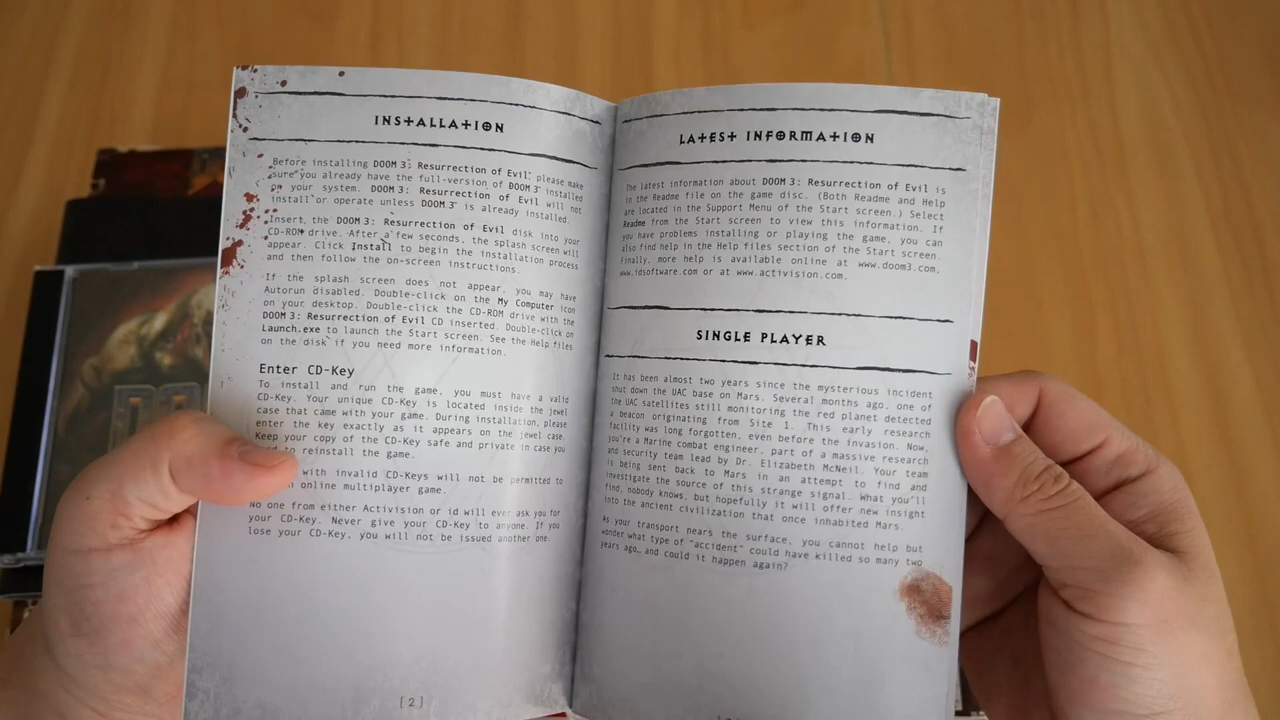 INSTALLATION
Before installing DOOM 3: Resurrection of Evil, please make
sure you already have the full-version of DOOM 3™ installed
on your system. DOOM 3: Resurrection of Evil will not
install or operate unless DOOM 3™ is already installed.
Insert the DOOM 3: Resurrection of Evil disk into your
CD-ROM drive. After a few seconds, the splash screen will
appear. Click Install to begin the installation process
and then follow the on-screen instructions.
If the splash screen does not appear, you may have
Autorun disabled. Double-click on the My Computer icon
on your desktop. Double-click the CD-ROM drive with the
DOOM 3: Resurrection of Evil CD inserted. Double-click on
Launch.exe to launch the Start screen. See the Help files
on the disk if you need more information.
Enter CD-Key
To install and run the game, you must have a valid
CD-Key. Your unique CD-Key is located inside the jewel
case that came with your game. During installation, please
enter the key exactly as it appears on the jewel case.
Keep your copy of the CD-Key safe and private in case you
to reinstall the game.
with invalid CD-Keys will not be permitted to
online multiplayer game.
No one from either Activision or id will ever ask you for
your CD-Key. Never give your CD-Key to anyone. If you
lose your CD-Key, you will not be issued another one.
[ 2 ]
LATEST INFORMATION
The latest information about DOOM 3: Resurrection of Evil is
in the Readme file on the game disc. (Both Readme and Help
are located in the Support Menu of the Start screen.) Select
Readme from the Start screen to view this information. If
you have problems installing or playing the game, you can
also find help in the Help files section of the Start screen.
Finally, more help is available online at www.doom3.com,
www.idsoftware.com or at www.activision.com.
SINGLE PLAYER
It has been almost two years since the mysterious incident
shut down the UAC base on Mars. Several months ago, one of
the UAC satellites still monitoring the red planet detected
a beacon originating from Site 1. This early research
facility was long forgotten, even before the invasion. Now,
you're a Marine combat engineer, part of a massive research
and security team lead by Dr. Elizabeth McNeil. Your team
is being sent back to Mars in an attempt to find and
investigate the source of this strange signal. What you'll
find, nobody knows, but hopefully it will offer new insight
into the ancient civilization that once inhabited Mars.
As your transport nears the surface, you cannot help but
wonder what type of "accident" could have killed so many two
years ago… and could it happen again?